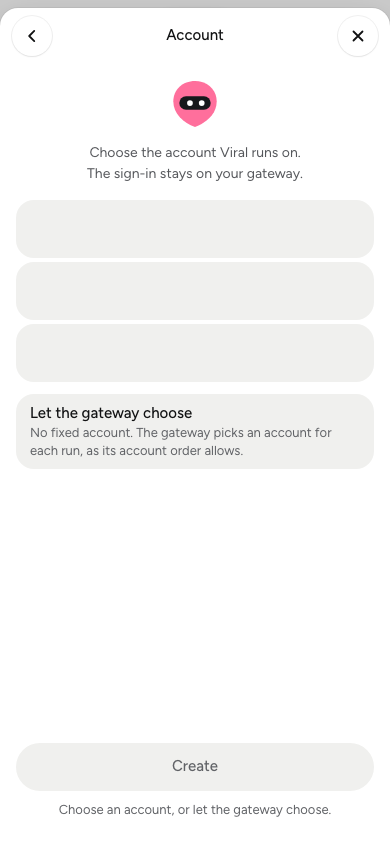 Account
Choose the account Viral runs on.
The sign-in stays on your gateway.
Let the gateway choose
No fixed account. The gateway picks an account for
each run, as its account order allows.
Create
Choose an account, or let the gateway choose.